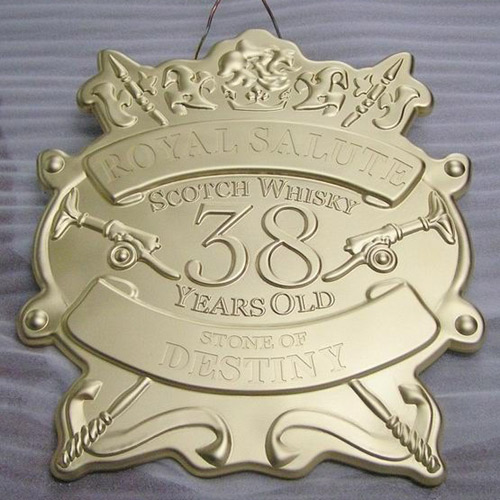 ROYAL SALUTE
SCOTCH WHISKY
38
YEARS OLD
STONE OF
DESTINY